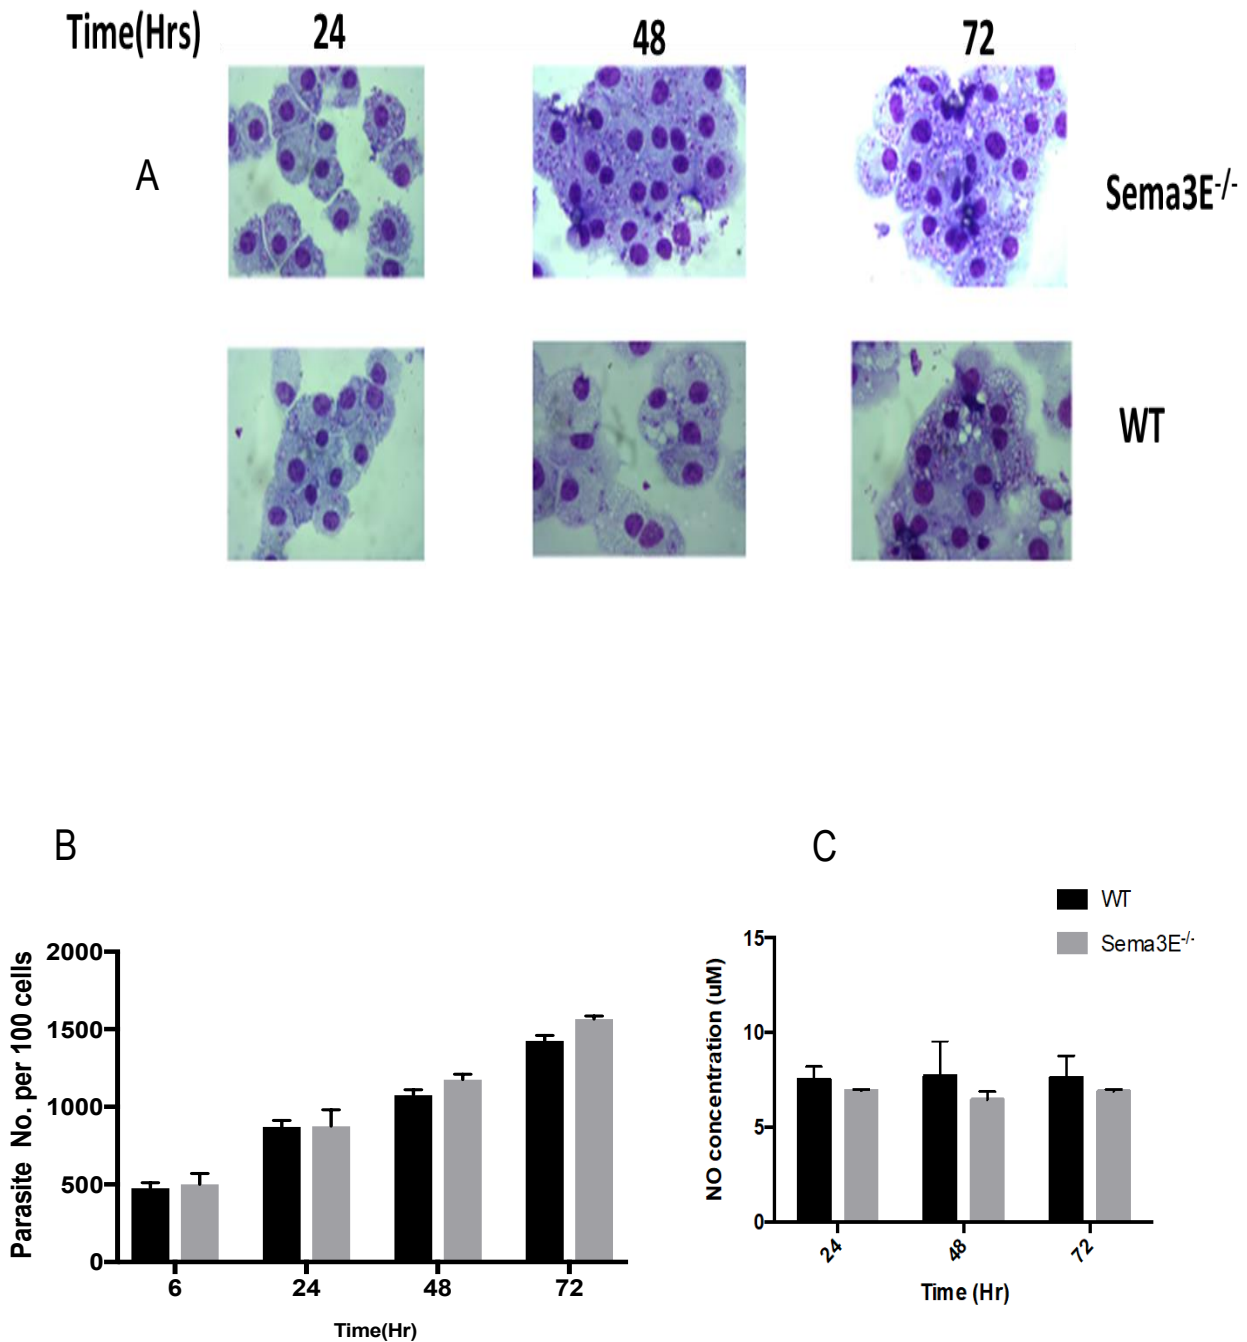 Time(Hrs) 24 48 72
A
Sema3E-/-
WT
B
C
WT
Sema3E-/-
2000
1500
1000
500
0
Parasite No. per 100 cells
6 24 48 72
Time(Hr)
15
10
5
0
NO concentration (uM)
24 48 72
Time (Hr)